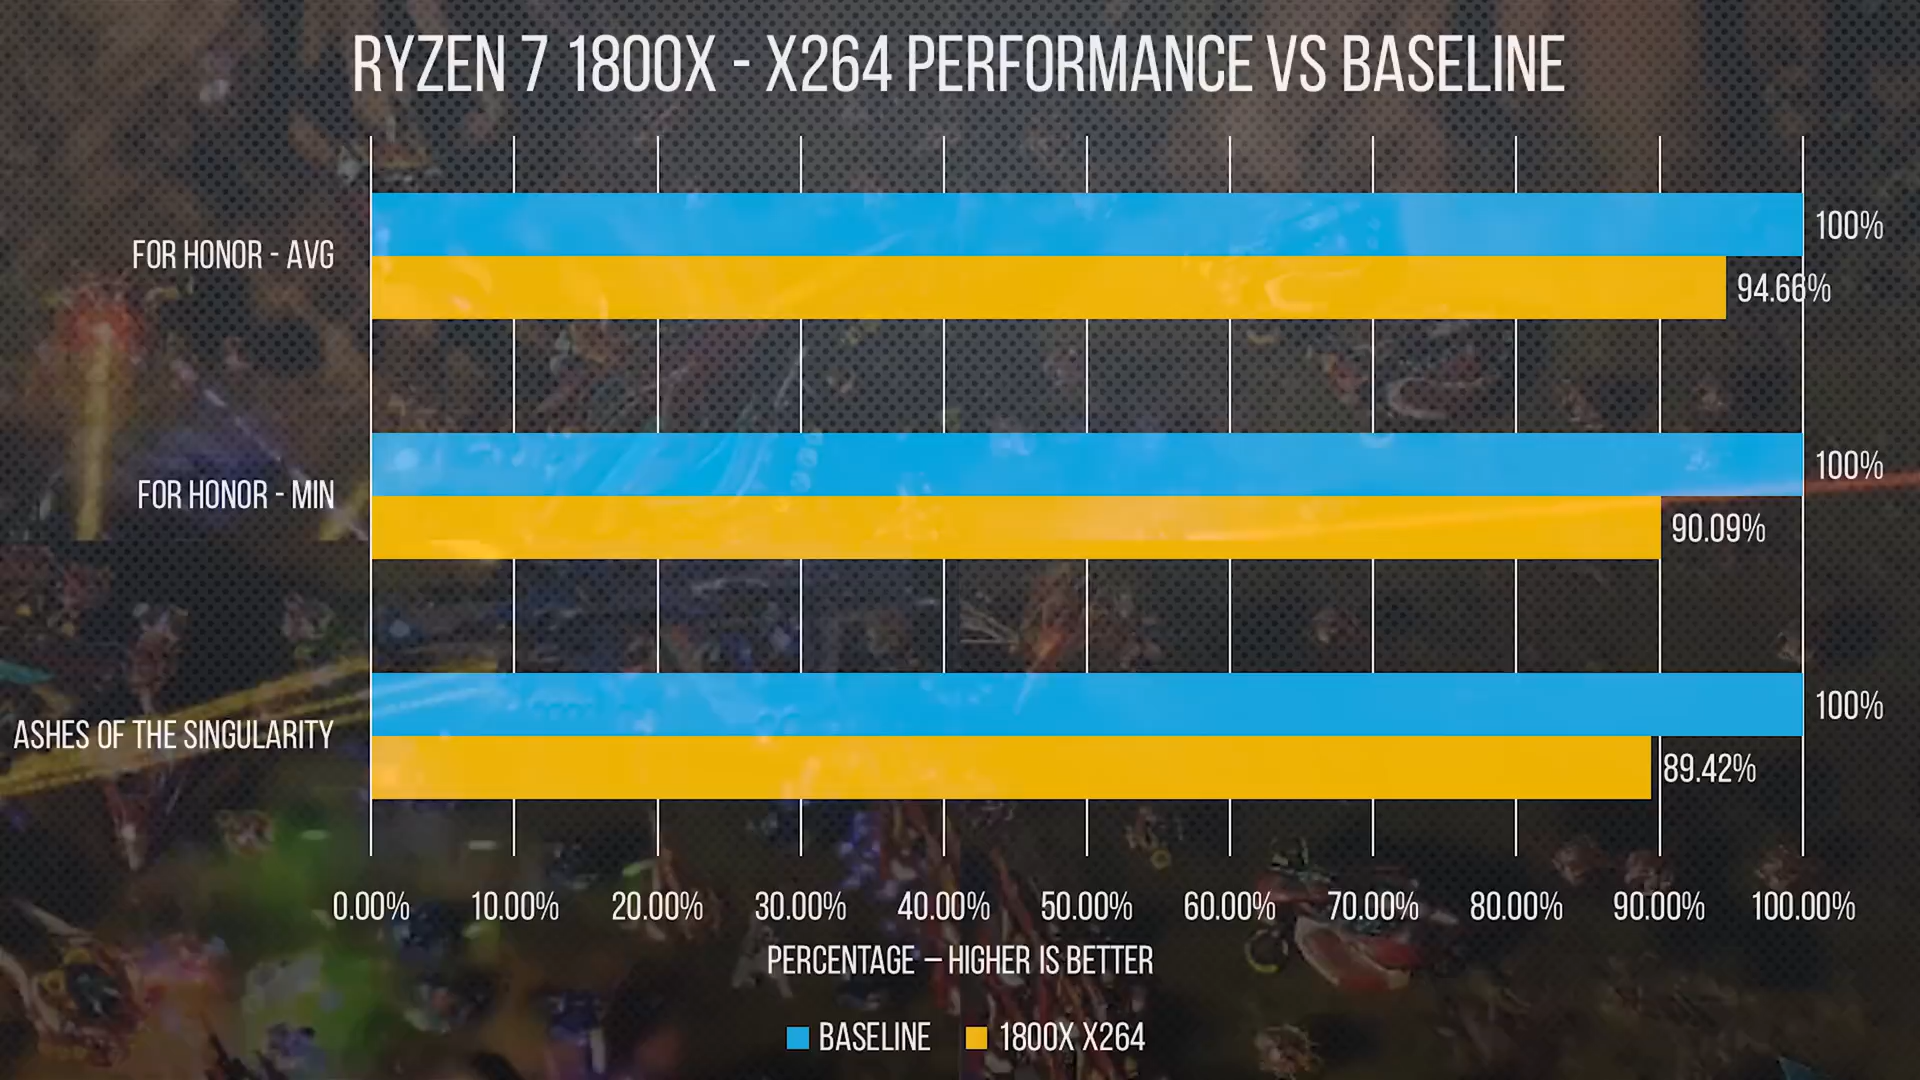 RYZEN 7 1800X - X264 PERFORMANCE VS BASELINE
FOR HONOR - AVG
100%
94.66%
FOR HONOR - MIN
100%
90.09%
ASHES OF THE SINGULARITY
100%
89.42%
0.00% 10.00% 20.00% 30.00% 40.00% 50.00% 60.00% 70.00% 80.00% 90.00% 100.00%
PERCENTAGE – HIGHER IS BETTER
BASELINE 1800X X264